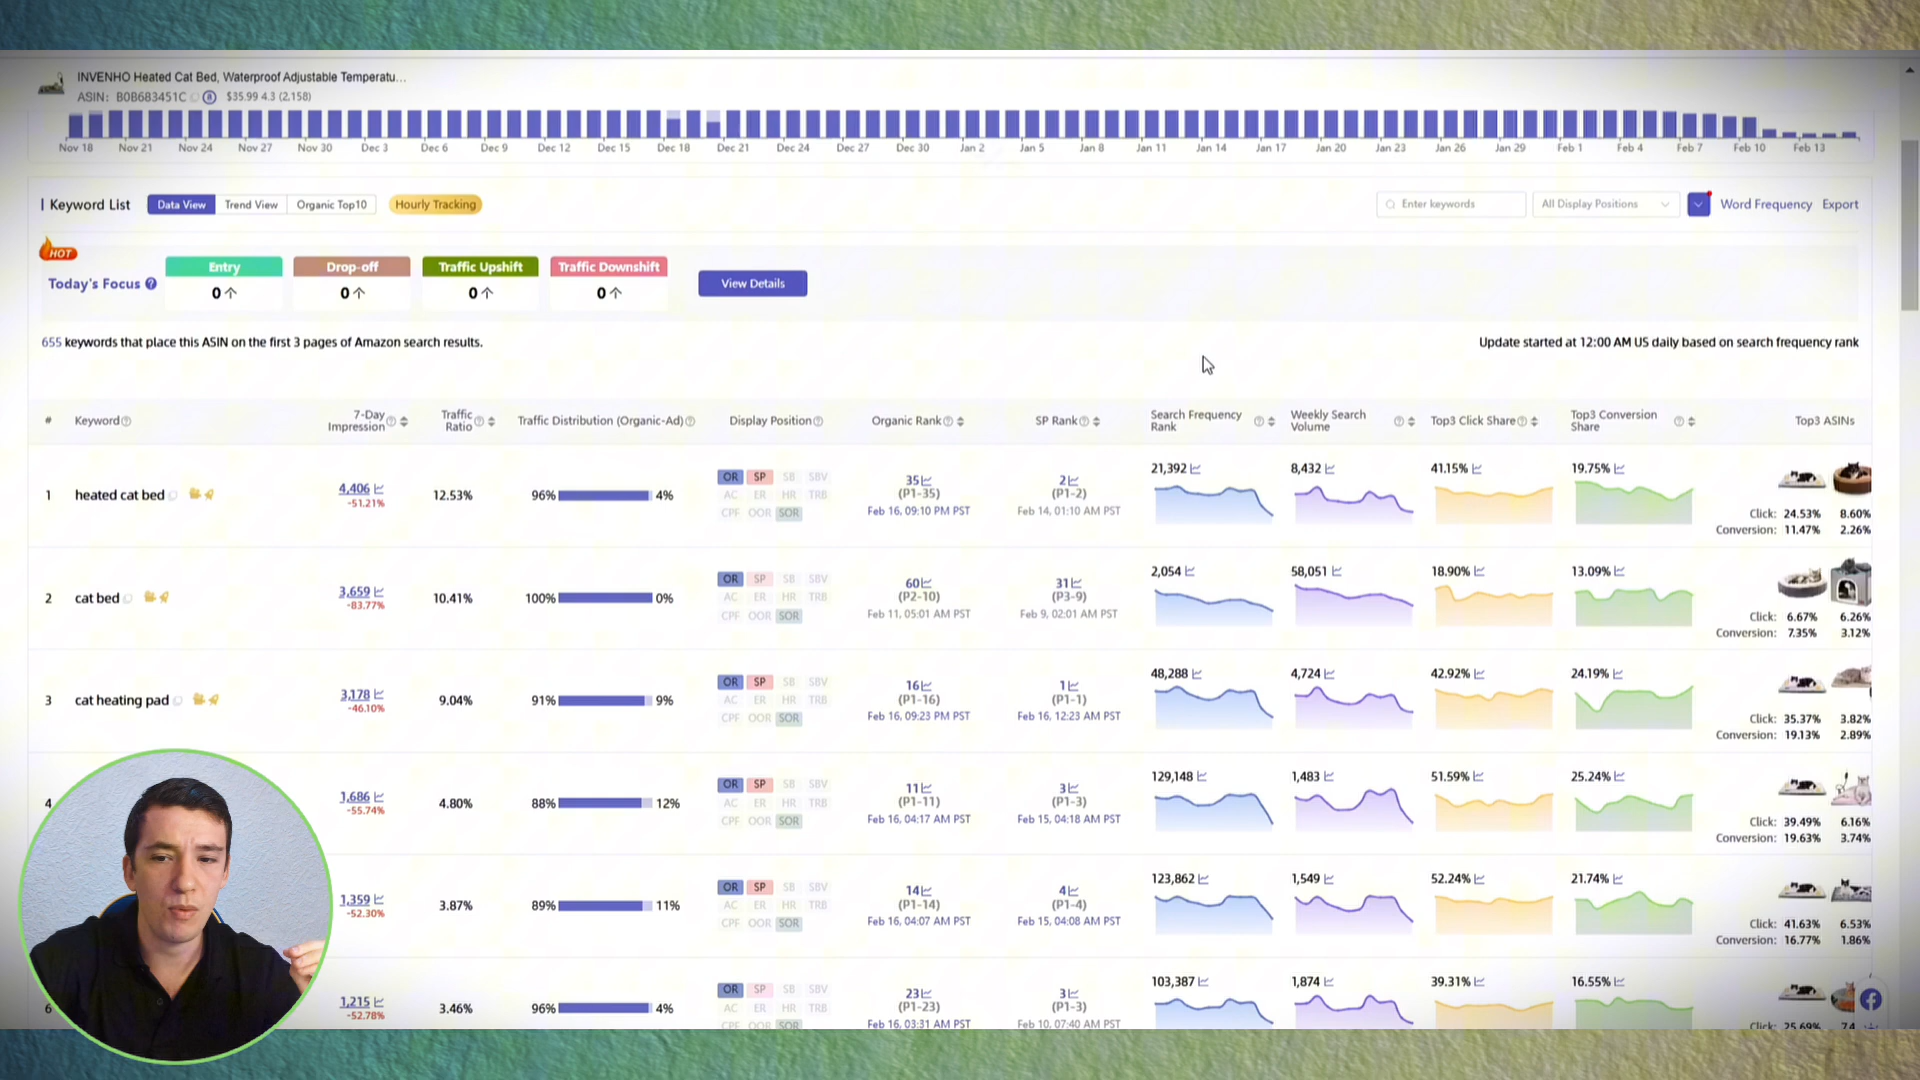 INVENHO Heated Cat Bed, Waterproof Adjustable Temperatu...
ASIN: B0B683451C a $35.99 4.3 (2,158)
Nov 18 Nov 21 Nov 24 Nov 27 Nov 30 Dec 3 Dec 6 Dec 9 Dec 12 Dec 15 Dec 18 Dec 21 Dec 24 Dec 27 Dec 30 Jan 2 Jan 5 Jan 8 Jan 11 Jan 14 Jan 17 Jan 20 Jan 23 Jan 26 Jan 29 Feb 1 Feb 4 Feb 7 Feb 10 Feb 13
Keyword List Data View Trend View Organic Top10 Hourly Tracking Enter keywords All Display Positions Word Frequency Export
HOT
Today's Focus ? Entry Drop-off Traffic Upshift Traffic Downshift View Details
0 0 0 0
655 keywords that place this ASIN on the first 3 pages of Amazon search results. Update started at 12:00 AM US daily based on search frequency rank
# Keyword 7-Day Impression Traffic Ratio Traffic Distribution (Organic-Ad) Display Position Organic Rank SP Rank Search Frequency Rank Weekly Search Volume Top3 Click Share Top3 Conversion Share Top3 ASINs
1 heated cat bed 4,406 12.53% 96% 4% OR SP SB SBV 35 2 21,392 8,432 41.15% 19.75%
-51.21% AC ER HR TRB (P1-35) (P1-2)
CPF OOR SOR Feb 16, 09:10 PM PST Feb 14, 01:10 AM PST Click: 24.53% 8.60%
Conversion: 11.47% 2.26%
2 cat bed 3,659 10.41% 100% 0% OR SP SB SBV 60 31 2,054 58,051 18.90% 13.09%
-83.77% AC ER HR TRB (P2-10) (P3-9)
CPF OOR SOR Feb 11, 05:01 AM PST Feb 9, 02:01 AM PST Click: 6.67% 6.26%
Conversion: 7.35% 3.12%
3 cat heating pad 3,178 9.04% 91% 9% OR SP SB SBV 16 1 48,288 4,724 42.92% 24.19%
-46.10% AC ER HR TRB (P1-16) (P1-1)
CPF OOR SOR Feb 16, 09:23 PM PST Feb 16, 12:23 AM PST Click: 35.37% 3.82%
Conversion: 19.13% 2.89%
4 1,686 4.80% 88% 12% OR SP SB SBV 11 3 129,148 1,483 51.59% 25.24%
-55.74% AC ER HR TRB (P1-11) (P1-3)
CPF OOR SOR Feb 16, 04:17 AM PST Feb 15, 04:18 AM PST Click: 39.49% 6.16%
Conversion: 19.63% 3.74%
1,359 3.87% 89% 11% OR SP SB SBV 14 4 123,862 1,549 52.24% 21.74%
-52.30% AC ER HR TRB (P1-14) (P1-4)
CPF OOR SOR Feb 16, 04:07 AM PST Feb 15, 04:08 AM PST Click: 41.63% 6.53%
Conversion: 16.77% 1.86%
6 1,215 3.46% 96% 4% OR SP SB SBV 23 3 103,387 1,874 39.31% 16.55%
-52.78% AC ER HR TRB (P1-23) (P1-3)
CPF OOR SOR Feb 16, 03:31 AM PST Feb 10, 07:40 AM PST Click: 25.69%